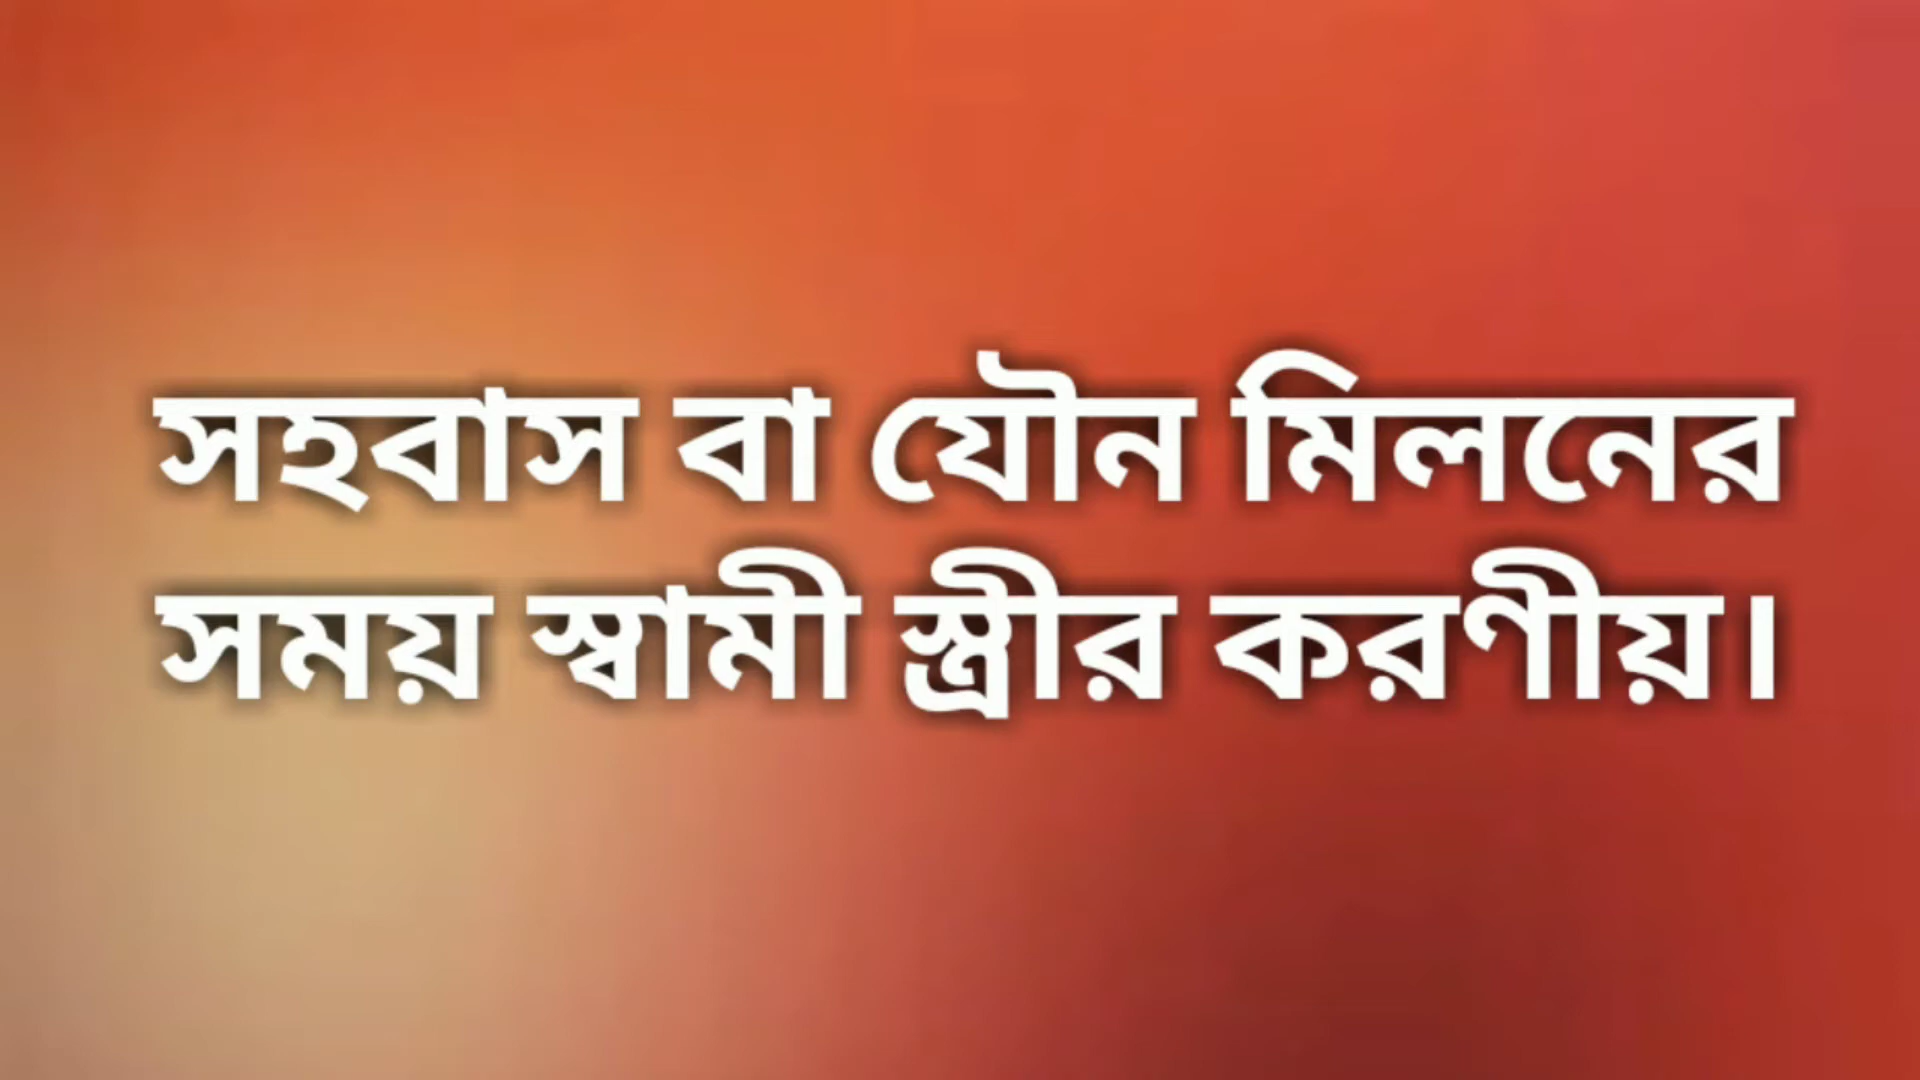 সহবাস বা যৌন মিলনের
সময় স্বামী স্ত্রীর করণীয়।